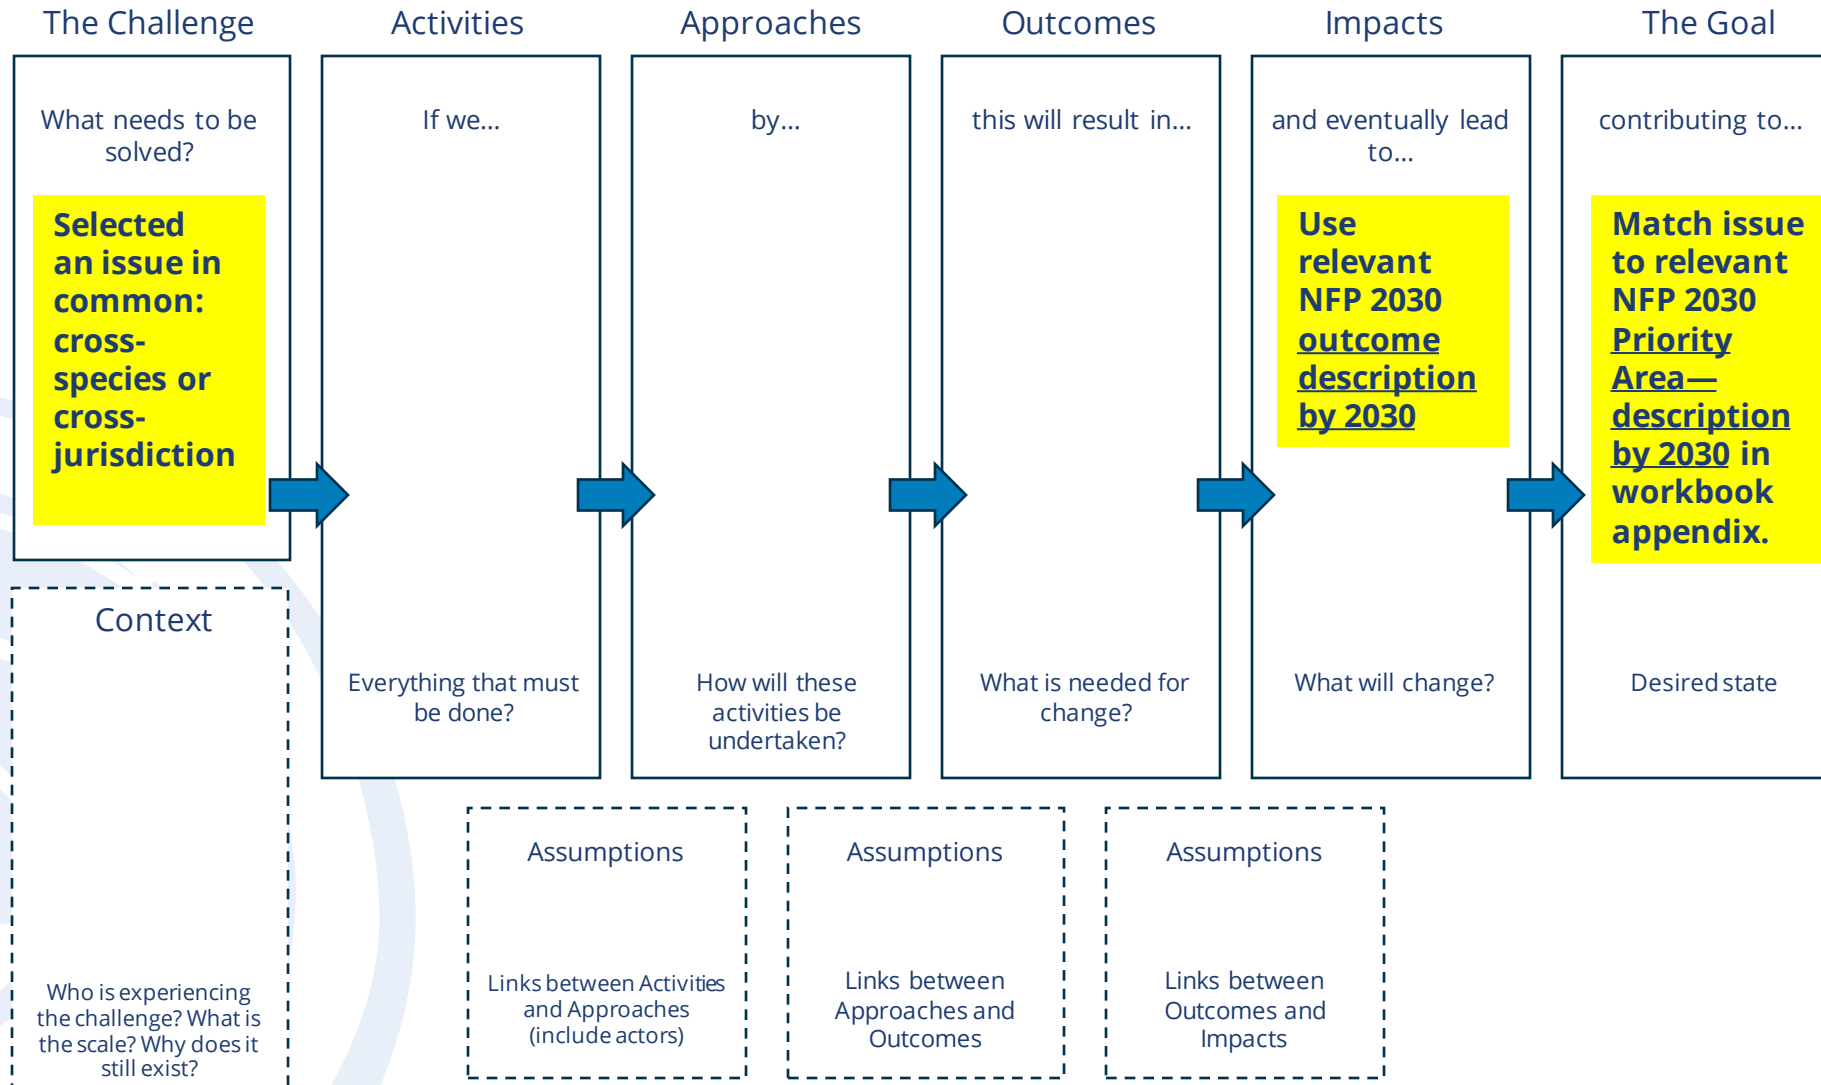 The Challenge
Activities
Approaches
Outcomes
Impacts
The Goal
What needs to be
solved?
Selected
an issue in
common:
cross-
species or
cross-
jurisdiction
Context
Who is experiencing
the challenge? What is
the scale? Why does it
still exist?
If we...
Everything that must
be done?
by...
How will these
activities be
undertaken?
this will result in...
What is needed for
change?
and eventually lead
to...
Use
relevant
NFP 2030
outcome
description
by 2030
What will change?
contributing to...
Match issue
to relevant
NFP 2030
Priority
Area—
description
by 2030 in
workbook
appendix.
Desired state
Assumptions
Links between Activities
and Approaches
(include actors)
Assumptions
Links between
Approaches and
Outcomes
Assumptions
Links between
Outcomes and
Impacts